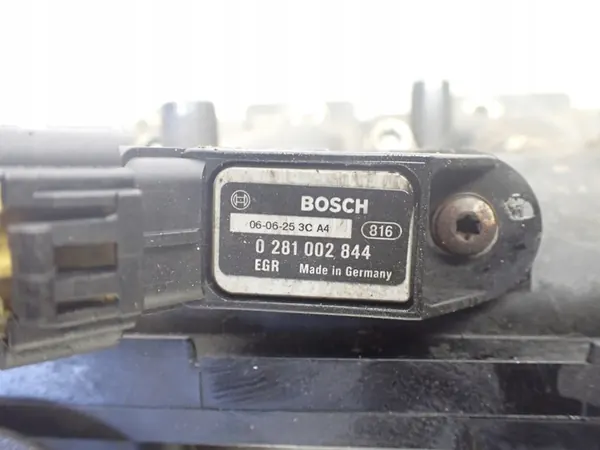 BOSCH
06-06-25 3C A4 816
0 281 002 844
EGR Made in Germany